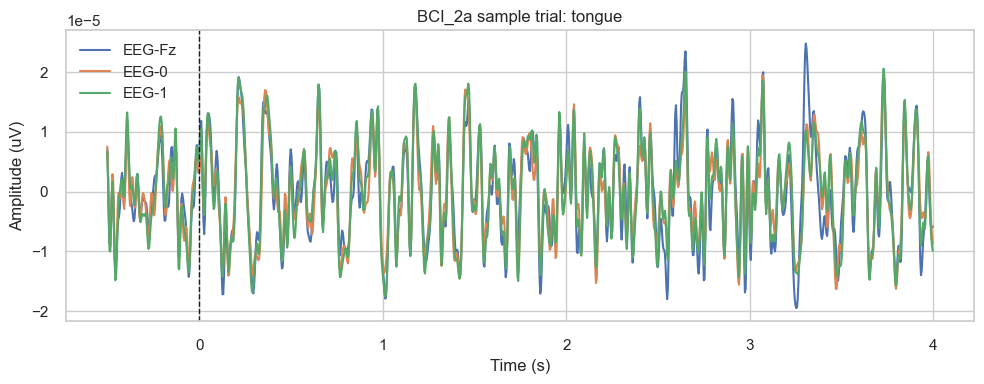 BCI_2a sample trial: tongue
1e−5
EEG-Fz
EEG-0
EEG-1
Amplitude (uV)
2
1
0
−1
−2
0 1 2 3 4
Time (s)